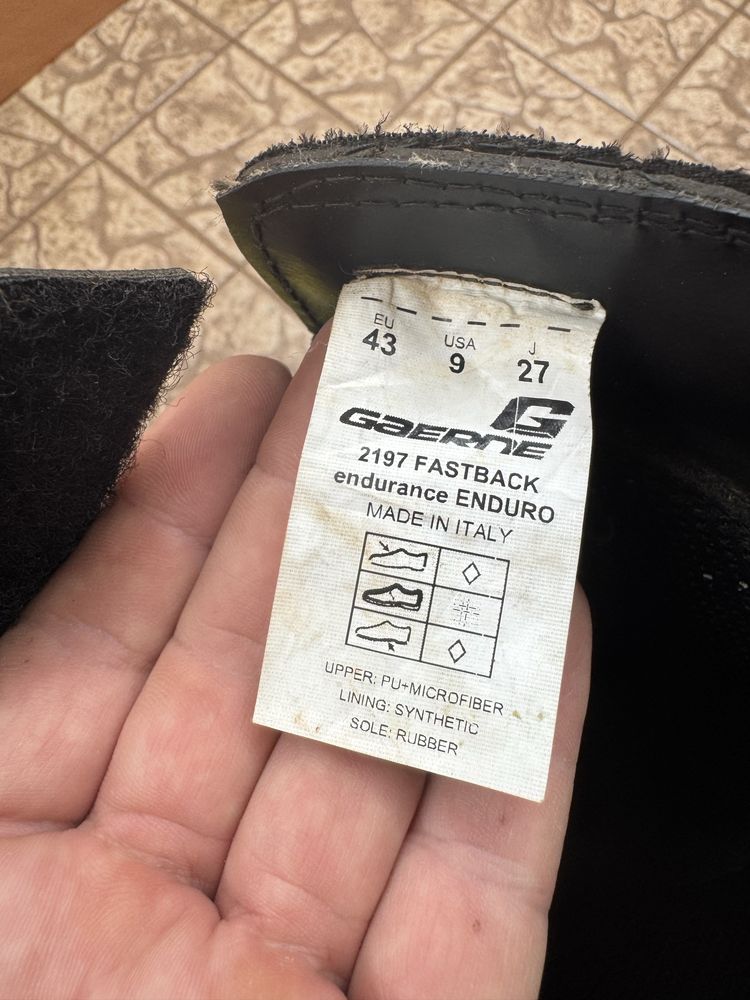 EU USA J
43 9 27
G
GAERNE
2197 FASTBACK
endurance ENDURO
MADE IN ITALY
UPPER: PU+MICROFIBER
LINING: SYNTHETIC
SOLE: RUBBER